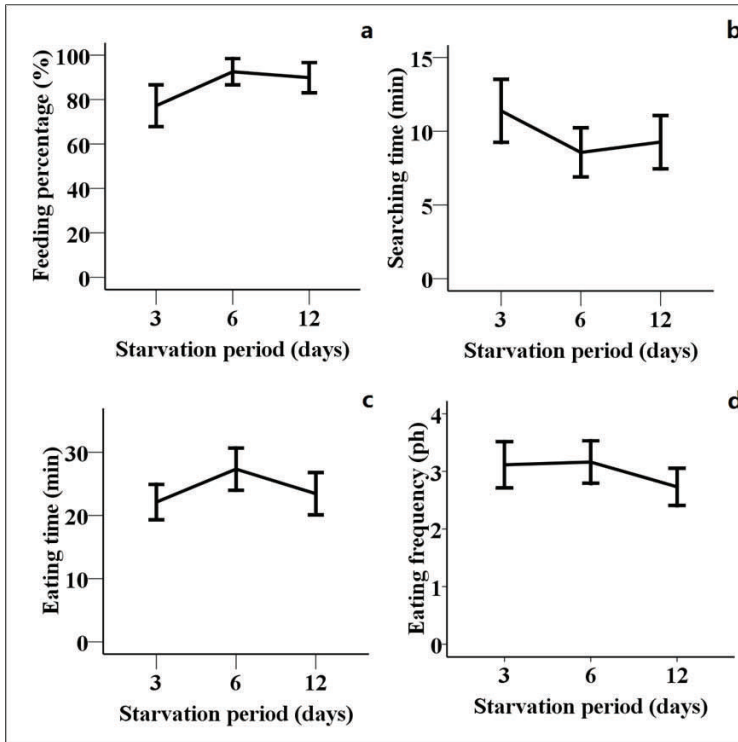 a
Feeding percentage (%)
100
80
60
40
20
0
3 6 12
Starvation period (days)
b
Searching time (min)
15
10
5
0
3 6 12
Starvation period (days)
c
Eating time (min)
30
20
10
0
3 6 12
Starvation period (days)
d
Eating frequency (ph)
4
3
2
1
0
3 6 12
Starvation period (days)